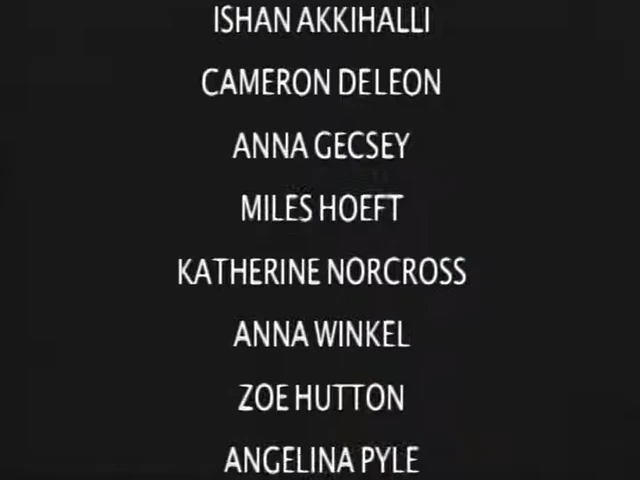 ISHAN AKKIHALLI
CAMERON DELEON
ANNA GECSEY
MILES HOEFT
KATHERINE NORCROSS
ANNA WINKEL
ZOE HUTTON
ANGELINA PYLE